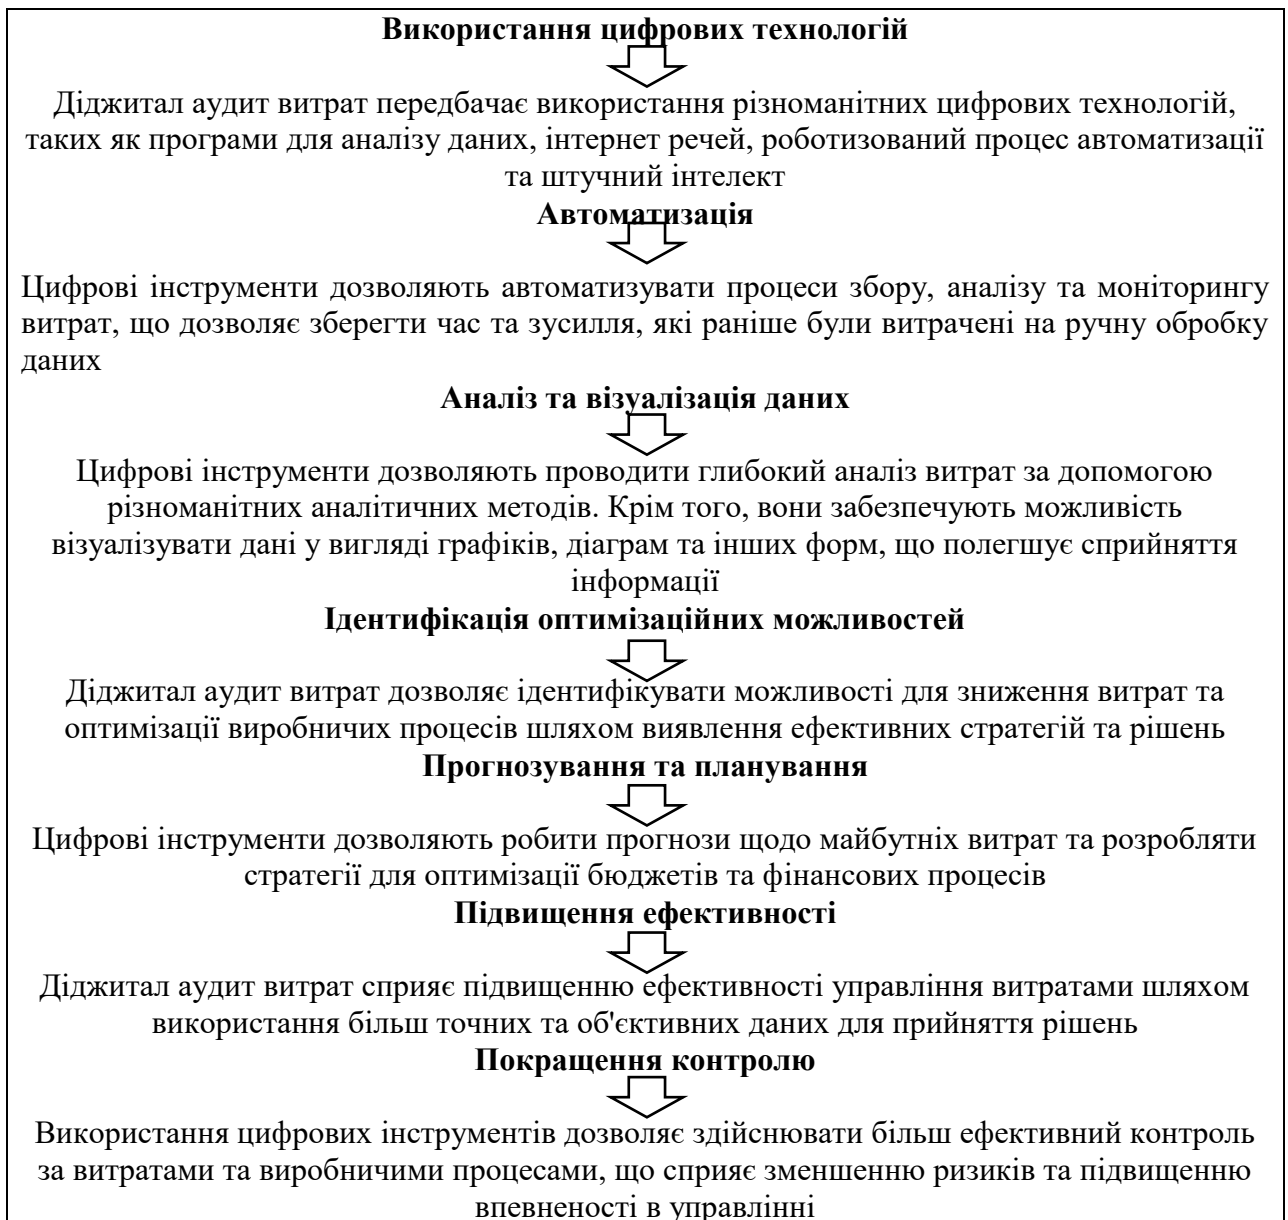 Використання цифрових технологій
Діджитал аудит витрат передбачає використання різноманітних цифрових технологій,
таких як програми для аналізу даних, інтернет речей, роботизований процес автоматизації
та штучний інтелект
Автоматизація
Цифрові інструменти дозволяють автоматизувати процеси збору, аналізу та моніторингу
витрат, що дозволяє зберегти час та зусилля, які раніше були витрачені на ручну обробку
даних
Аналіз та візуалізація даних
Цифрові інструменти дозволяють проводити глибокий аналіз витрат за допомогою
різноманітних аналітичних методів. Крім того, вони забезпечують можливість
візуалізувати дані у вигляді графіків, діаграм та інших форм, що полегшує сприйняття
інформації
Ідентифікація оптимізаційних можливостей
Діджитал аудит витрат дозволяє ідентифікувати можливості для зниження витрат та
оптимізації виробничих процесів шляхом виявлення ефективних стратегій та рішень
Прогнозування та планування
Цифрові інструменти дозволяють робити прогнози щодо майбутніх витрат та розробляти
стратегії для оптимізації бюджетів та фінансових процесів
Підвищення ефективності
Діджитал аудит витрат сприяє підвищенню ефективності управління витратами шляхом
використання більш точних та об'єктивних даних для прийняття рішень
Покращення контролю
Використання цифрових інструментів дозволяє здійснювати більш ефективний контроль
за витратами та виробничими процесами, що сприяє зменшенню ризиків та підвищенню
впевненості в управлінні